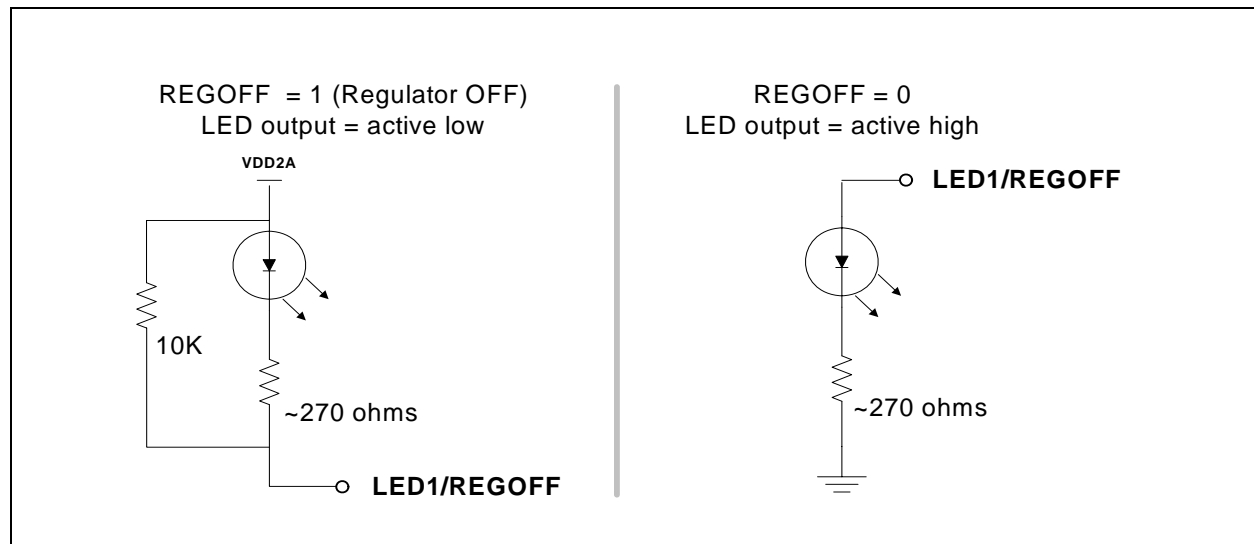 REGOFF = 1 (Regulator OFF)
LED output = active low
VDD2A
10K
~270 ohms
LED1/REGOFF
REGOFF = 0
LED output = active high
LED1/REGOFF
~270 ohms